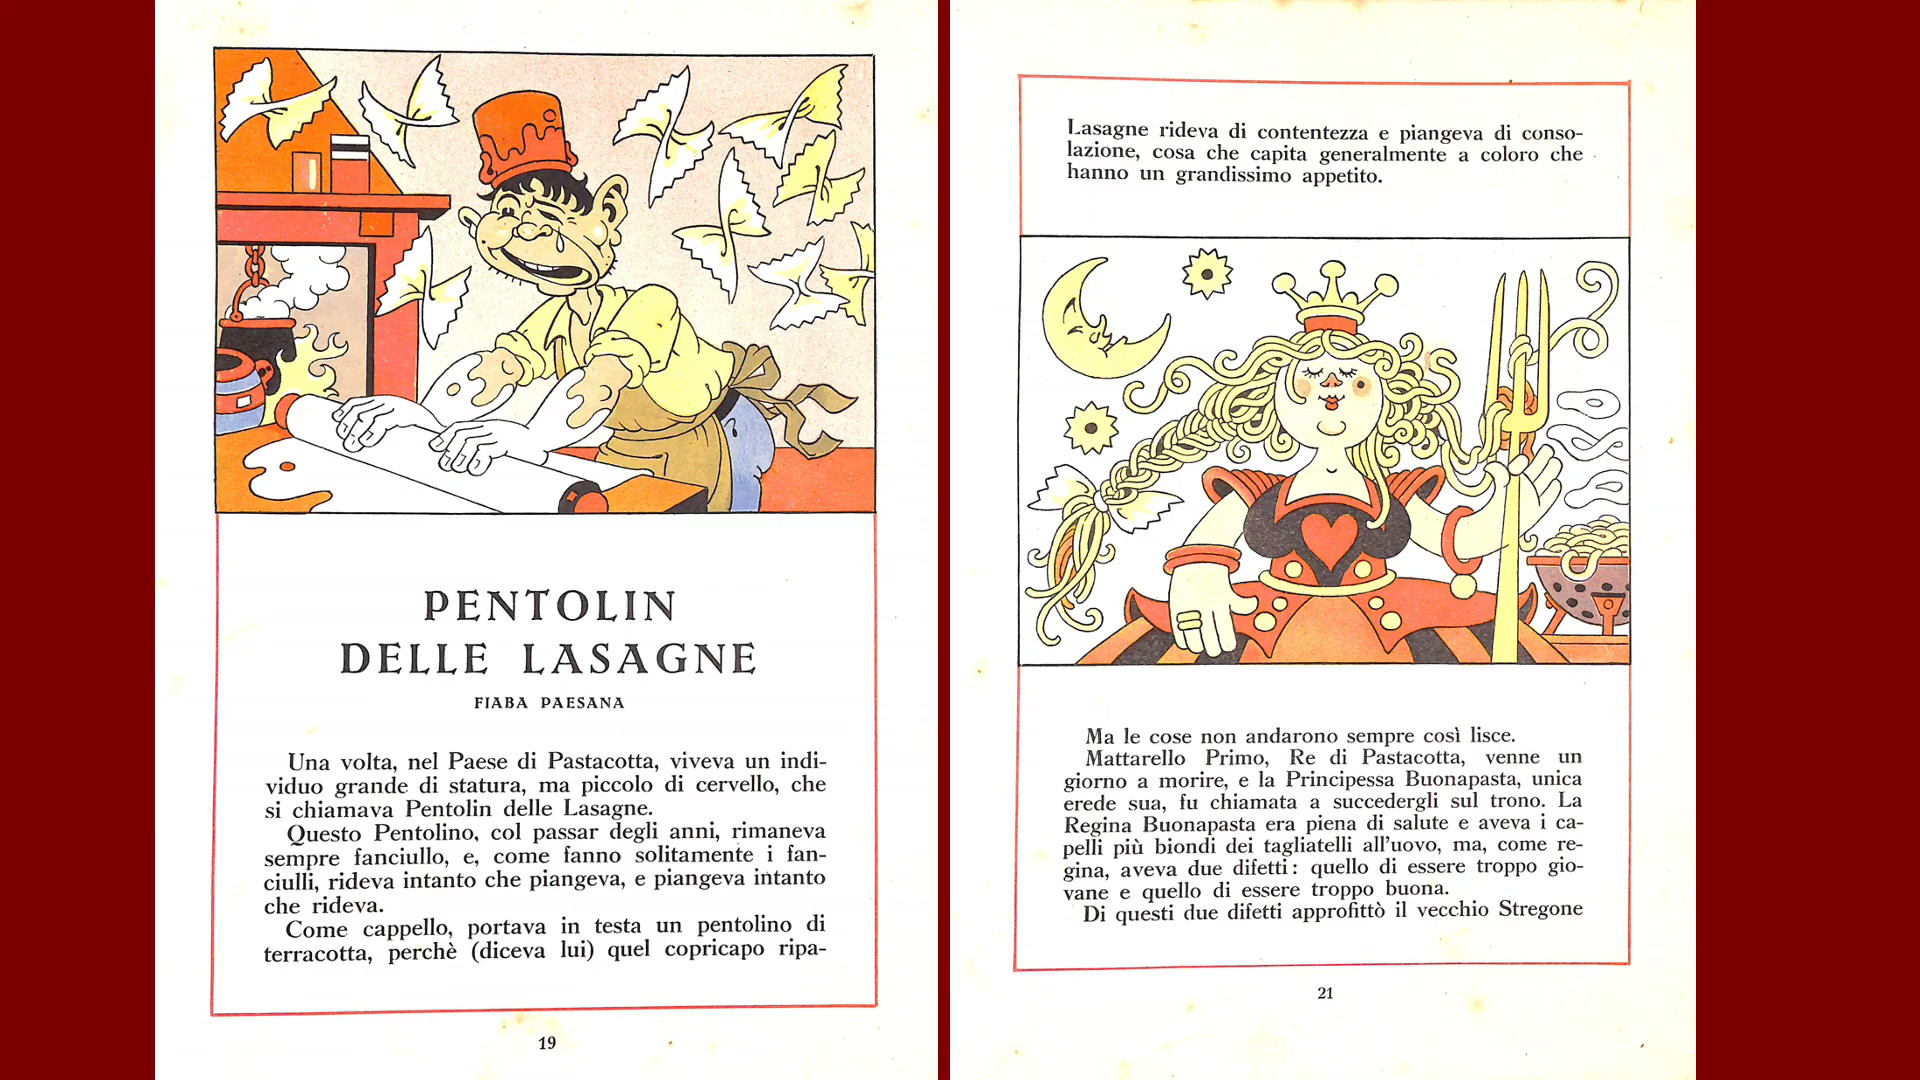 PENTOLIN
DELLE LASAGNE
FIABA PAESANA
Una volta, nel Paese di Pastacotta, viveva un indi-
viduo grande di statura, ma piccolo di cervello, che
si chiamava Pentolin delle Lasagne.
Questo Pentolino, col passar degli anni, rimaneva
sempre fanciullo, e, come fanno solitamente i fan-
ciulli, rideva intanto che piangeva, e piangeva intanto
che rideva.
Come cappello, portava in testa un pentolino di
terracotta, perchè (diceva lui) quel copricapo ripa-
19
Lasagne rideva di contentezza e piangeva di conso-
lazione, cosa che capita generalmente a coloro che
hanno un grandissimo appetito.
Ma le cose non andarono sempre così lisce.
Mattarello Primo, Re di Pastacotta, venne un
giorno a morire, e la Principessa Buonapasta, unica
erede sua, fu chiamata a succedergli sul trono. La
Regina Buonapasta era piena di salute e aveva i ca-
pelli più biondi dei tagliatelli all'uovo, ma, come re-
gina, aveva due difetti: quello di essere troppo gio-
vane e quello di essere troppo buona.
Di questi due difetti approfittò il vecchio Stregone
21